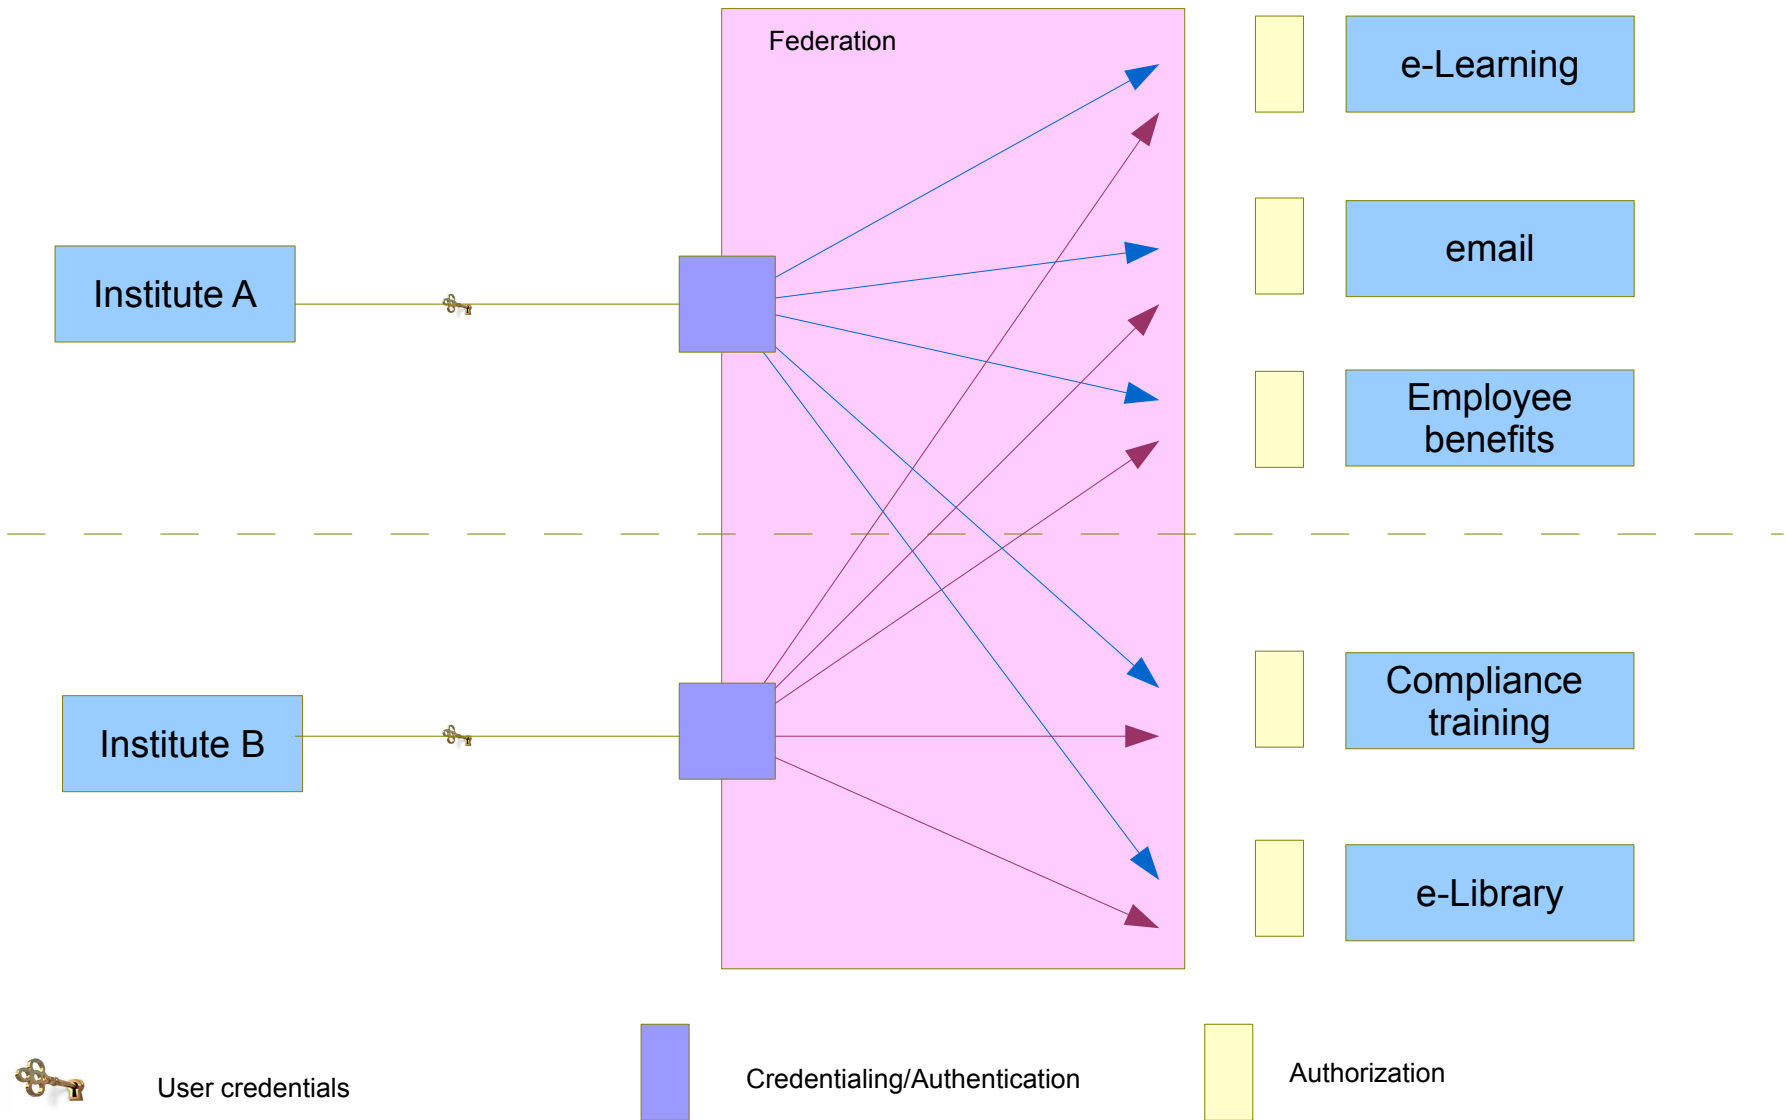 Federation
e-Learning
email
Institute A
Employee
benefits
Compliance
training
Institute B
e-Library
User credentials
Credentialing/Authentication
Authorization